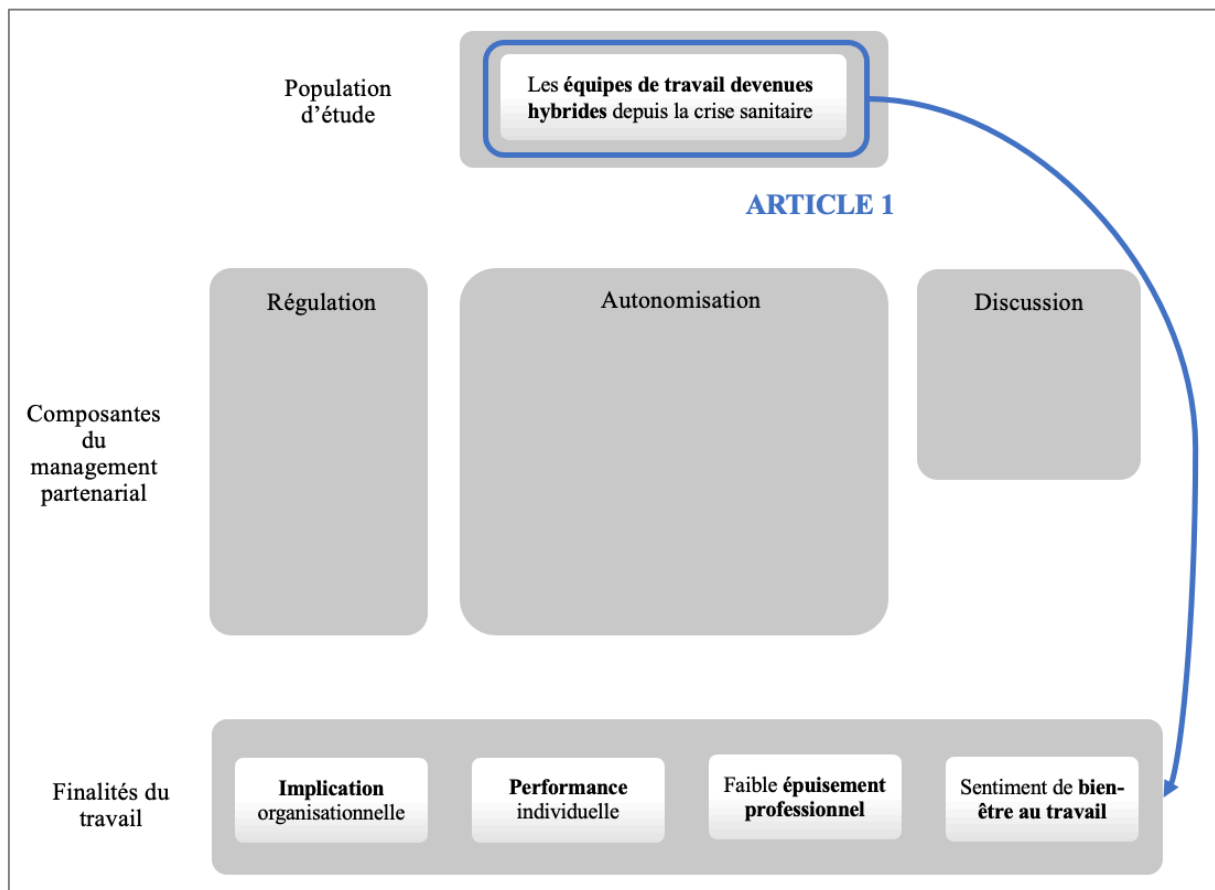 Population
d'étude
Les équipes de travail devenues
hybrides depuis la crise sanitaire
ARTICLE 1
Composantes
du
management
partenarial
Régulation
Autonomisation
Discussion
Finalités du
travail
Implication
organisationnelle
Performance
individuelle
Faible épuisement
professionnel
Sentiment de bien-
être au travail